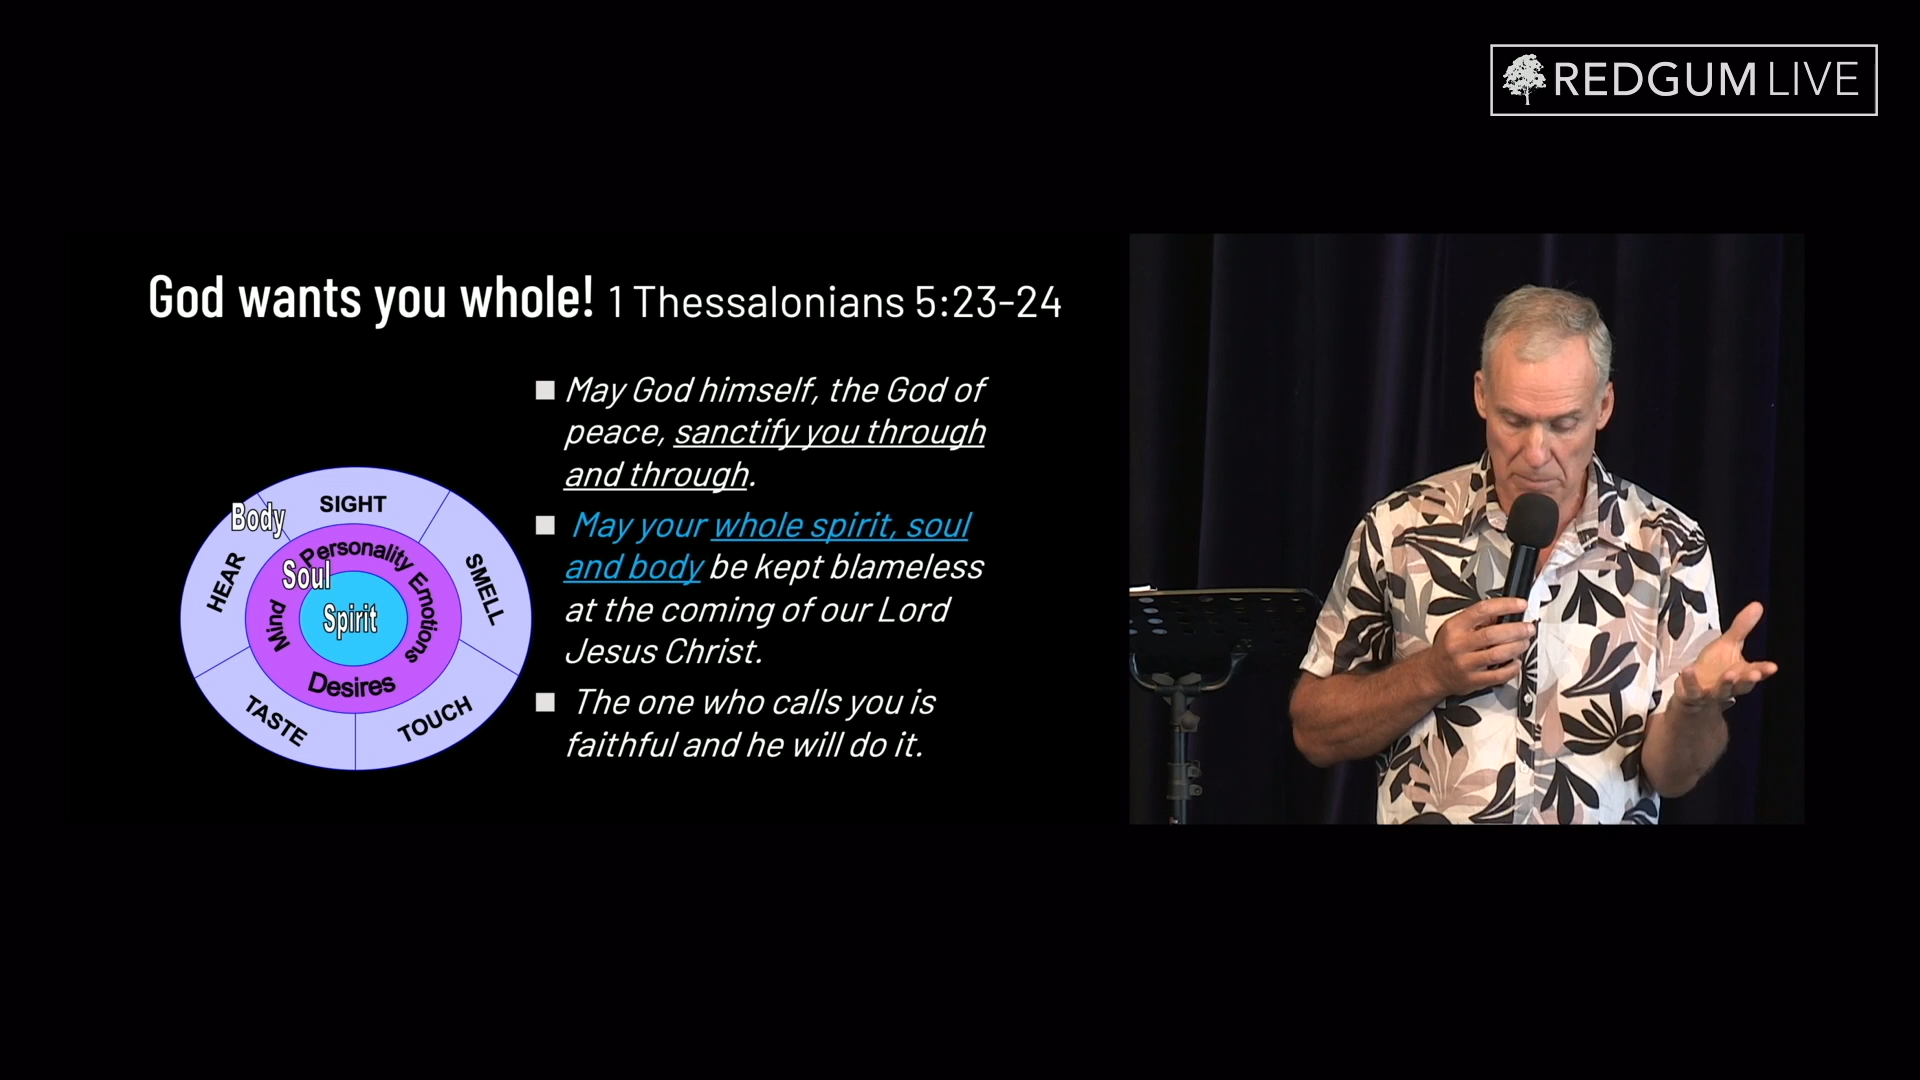 REDGUM LIVE
God wants you whole! 1 Thessalonians 5:23-24
■ May God himself, the God of
peace, sanctify you through
and through.
■ May your whole spirit, soul
and body be kept blameless
at the coming of our Lord
Jesus Christ.
■ The one who calls you is
faithful and he will do it.
Body
SIGHT
HEAR
SMELL
TASTE
TOUCH
Soul
Personality
Emotions
Mind
Desires
Spirit